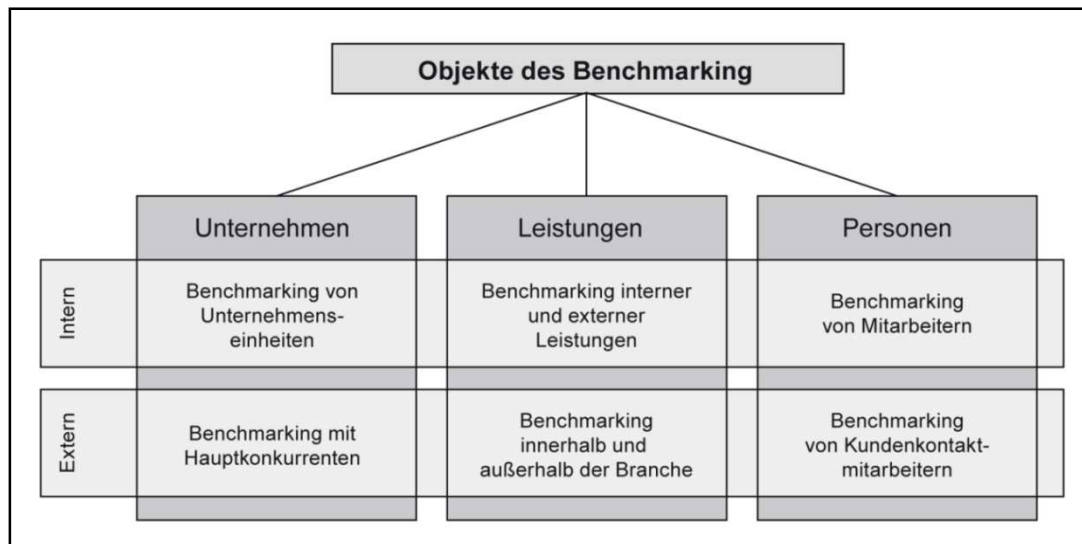 Objekte des Benchmarking
Unternehmen
Leistungen
Personen
Intern
Benchmarking von
Unternehmens-
einheiten
Benchmarking interner
und externer
Leistungen
Benchmarking
von Mitarbeitern
Extern
Benchmarking mit
Hauptkonkurrenten
Benchmarking
innerhalb und
außerhalb der Branche
Benchmarking
von Kundenkontakt-
mitarbeitern